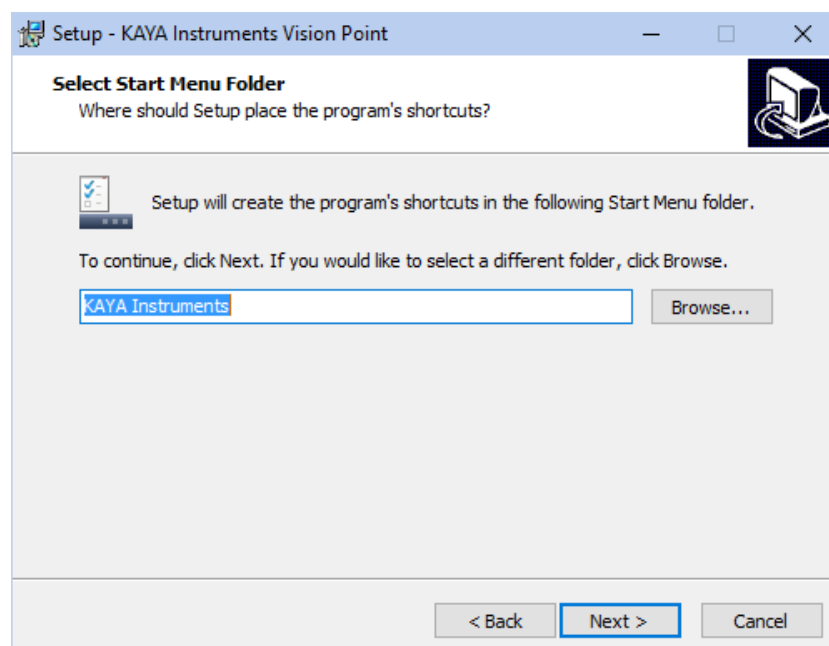 Setup - KAYA Instruments Vision Point
Select Start Menu Folder
Where should Setup place the program's shortcuts?
Setup will create the program's shortcuts in the following Start Menu folder.
To continue, click Next. If you would like to select a different folder, click Browse.
KAYA Instruments
Browse...
< Back
Next >
Cancel